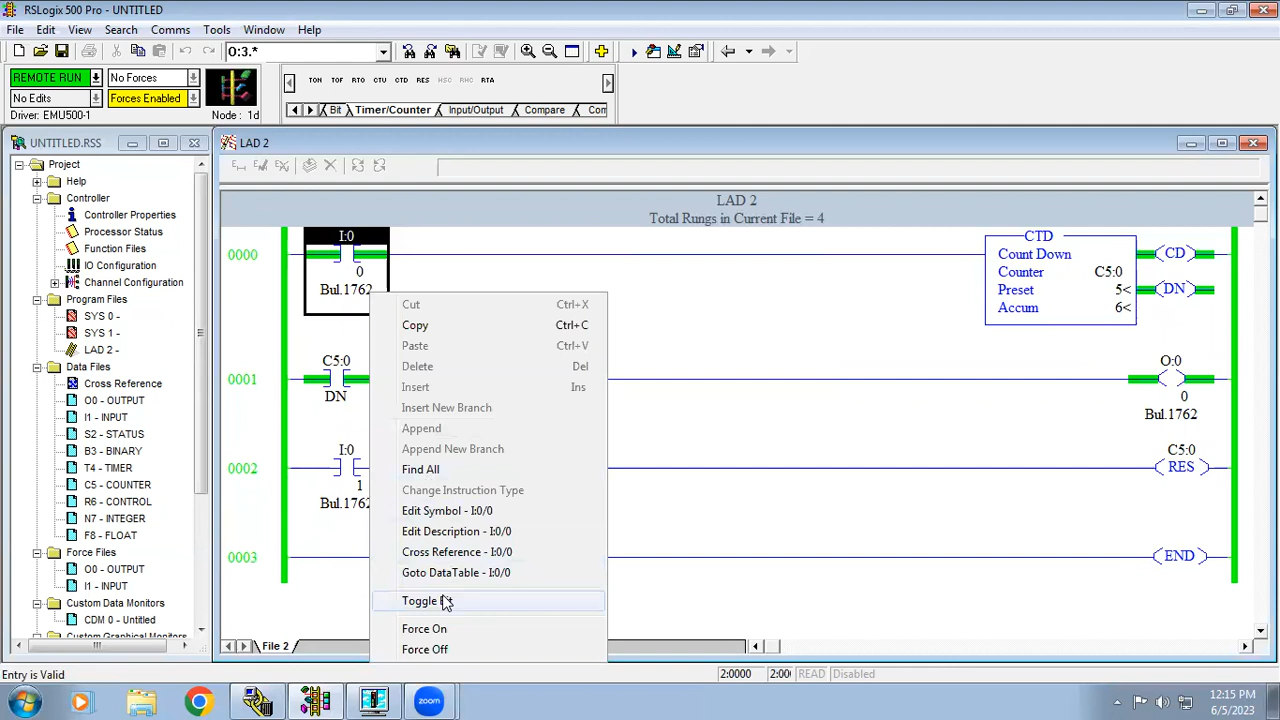 RSLogix 500 Pro - UNTITLED
File Edit View Search Comms Tools Window Help
O:3.*
REMOTE RUN No Forces
No Edits Forces Enabled
Driver: EMU500-1 Node : 1d
TON TOF RTO CTU CTD RES HSC RHC RTA
Bit Timer/Counter Input/Output Compare
UNTITLED.RSS
Project
Help
Controller
Controller Properties
Processor Status
Function Files
IO Configuration
Channel Configuration
Program Files
SYS 0 -
SYS 1 -
LAD 2 -
Data Files
Cross Reference
O0 - OUTPUT
I1 - INPUT
S2 - STATUS
B3 - BINARY
T4 - TIMER
C5 - COUNTER
R6 - CONTROL
N7 - INTEGER
F8 - FLOAT
Force Files
O0 - OUTPUT
I1 - INPUT
Custom Data Monitors
CDM 0 - Untitled
Custom Graphical Monitors
LAD 2
LAD 2
Total Rungs in Current File = 4
0000
I:0
0
Bul.1762
CTD
Count Down
Counter C5:0
Preset 5<
Accum 6<
CD
DN
0001
C5:0
DN
O:0
0
Bul.1762
0002
I:0
1
Bul.1762
C5:0
RES
0003
END
Cut Ctrl+X
Copy Ctrl+C
Paste Ctrl+V
Delete Del
Insert Ins
Insert New Branch
Append
Append New Branch
Find All
Change Instruction Type
Edit Symbol - I:0/0
Edit Description - I:0/0
Cross Reference - I:0/0
Goto DataTable - I:0/0
Toggle
Force On
Force Off
File 2
Entry is Valid
2:0000 READ Disabled
zoom
12:15 PM
6/5/2023